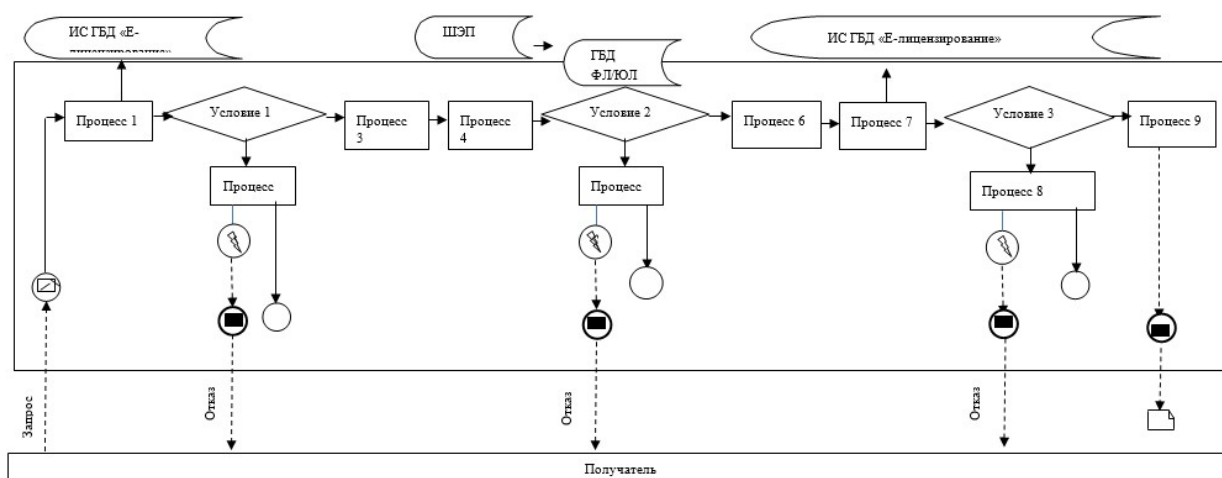 ИС ГБД «Е-
лицензирование»
ШЭП
ГБД
ФЛ/ЮЛ
ИС ГБД «Е-лицензирование»
Процесс 1
Условие 1
Процесс
3
Процесс
4
Условие 2
Процесс 6
Процесс 7
Условие 3
Процесс 9
Процесс
Процесс
Процесс 8
Запрос
Отказ
Отказ
Отказ
Получатель